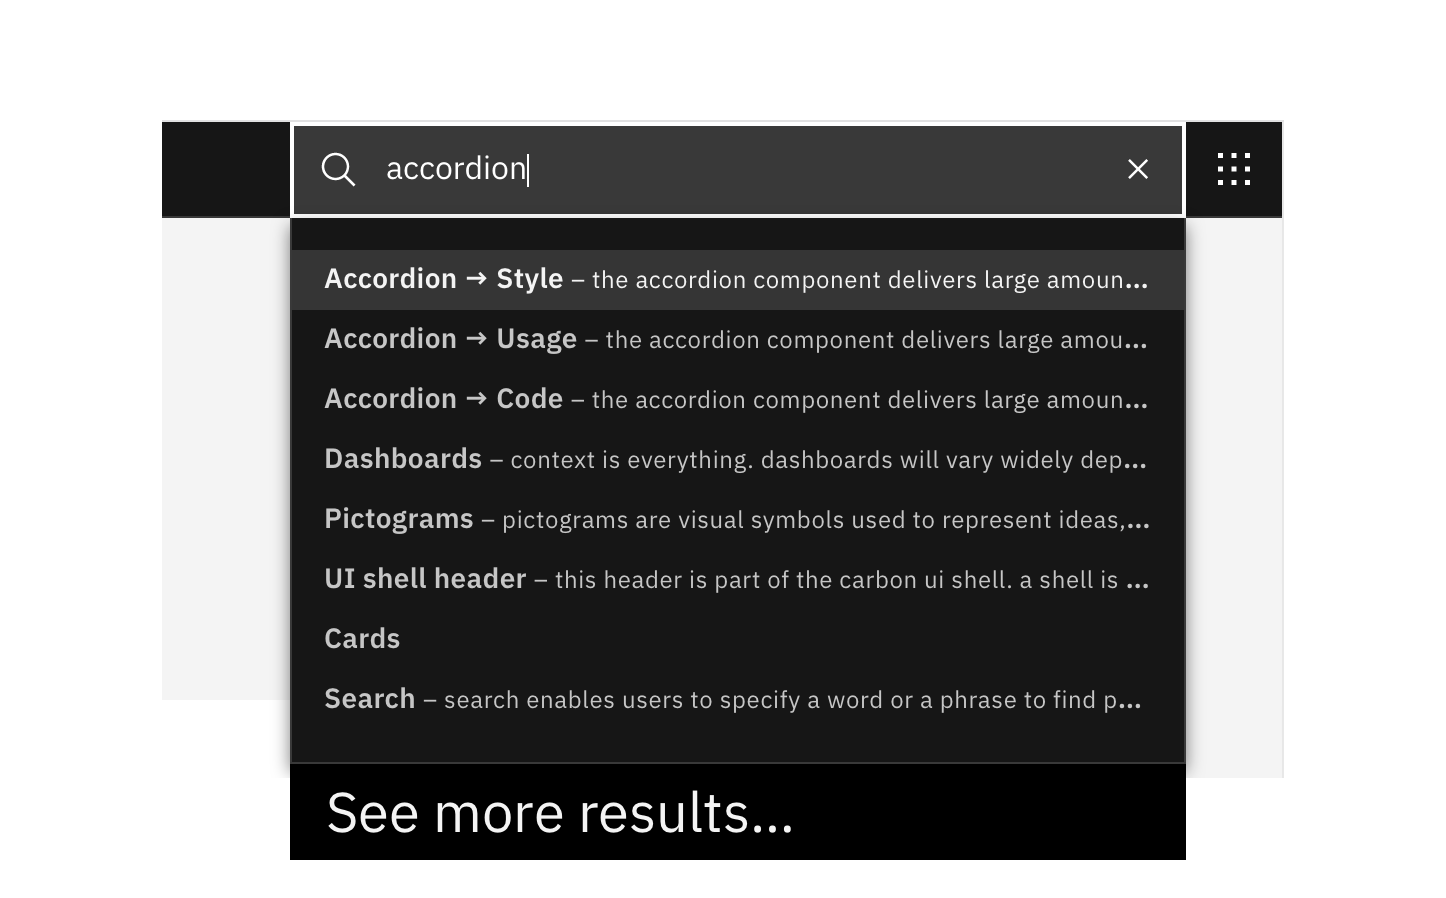 accordion
Accordion → Style – the accordion component delivers large amoun...
Accordion → Usage – the accordion component delivers large amou...
Accordion → Code – the accordion component delivers large amoun...
Dashboards – context is everything. dashboards will vary widely dep...
Pictograms – pictograms are visual symbols used to represent ideas,...
UI shell header – this header is part of the carbon ui shell. a shell is ...
Cards
Search – search enables users to specify a word or a phrase to find p...
See more results...